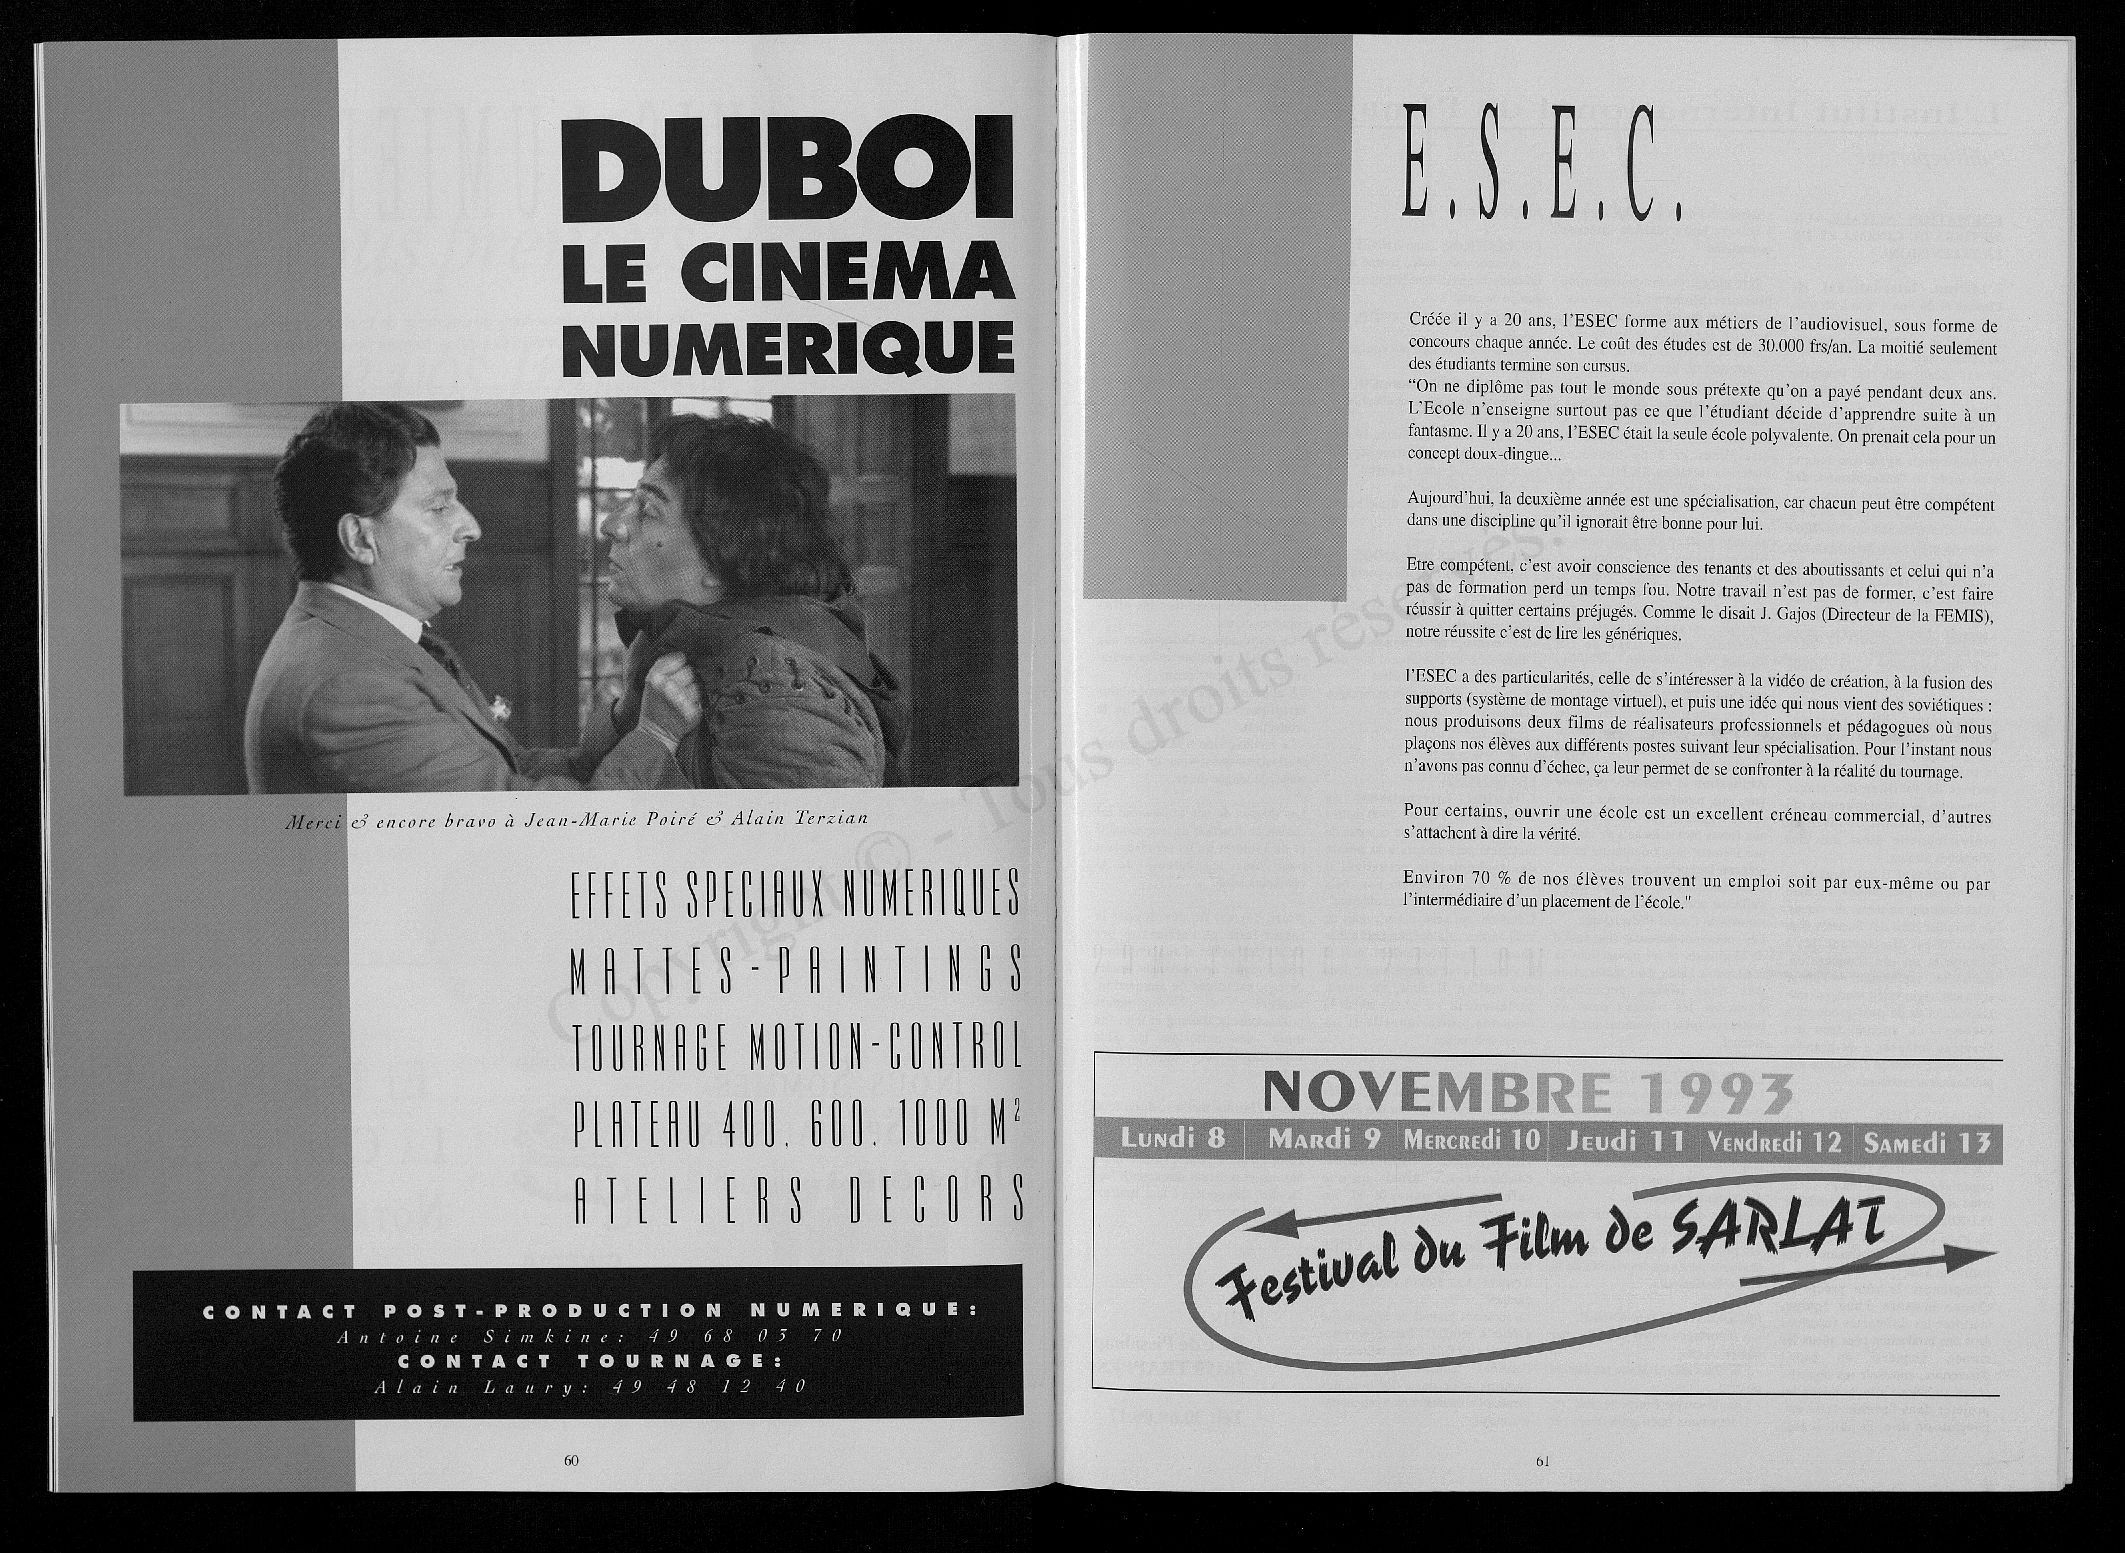 DUBOI
LE CINEMA
NUMERIQUE
Merci & encore bravo à Jean-Marie Poiré & Alain Terzian
EFFETS SPECIAUX NUMERIQUES
MATTES-PAINTINGS
TOURNAGE MOTION-CONTROL
PLATEAU 400, 600, 1000 M²
ATELIERS DECORS
CONTACT POST-PRODUCTION NUMERIQUE:
Antoine Simkine: 49 68 03 70
CONTACT TOURNAGE:
Alain Laury: 49 48 12 40
60
E.S.E.C.
Créée il y a 20 ans, l'ESEC forme aux métiers de l'audiovisuel, sous forme de
concours chaque année. Le coût des études est de 30.000 frs/an. La moitié seulement
des étudiants termine son cursus.
"On ne diplôme pas tout le monde sous prétexte qu'on a payé pendant deux ans.
L'Ecole n'enseigne surtout pas ce que l'étudiant décide d'apprendre suite à un
fantasme. Il y a 20 ans, l'ESEC était la seule école polyvalente. On prenait cela pour un
concept doux-dingue...
Aujourd'hui, la deuxième année est une spécialisation, car chacun peut être compétent
dans une discipline qu'il ignorait être bonne pour lui.
Etre compétent, c'est avoir conscience des tenants et des aboutissants et celui qui n'a
pas de formation perd un temps fou. Notre travail n'est pas de former, c'est faire
réussir à quitter certains préjugés. Comme le disait J. Gajos (Directeur de la FEMIS),
notre réussite c'est de lire les génériques.
l'ESEC a des particularités, celle de s'intéresser à la vidéo de création, à la fusion des
supports (système de montage virtuel), et puis une idée qui nous vient des soviétiques :
nous produisons deux films de réalisateurs professionnels et pédagogues où nous
plaçons nos élèves aux différents postes suivant leur spécialisation. Pour l'instant nous
n'avons pas connu d'échec, ça leur permet de se confronter à la réalité du tournage.
Pour certains, ouvrir une école est un excellent créneau commercial, d'autres
s'attachent à dire la vérité.
Environ 70 % de nos élèves trouvent un emploi soit par eux-même ou par
l'intermédiaire d'un placement de l'école."
NOVEMBRE 1993
Lundi 8 Mardi 9 Mercredi 10 Jeudi 11 Vendredi 12 Samedi 13
Festival du Film de SARLAT
61
Copyright © - Tous droits réservés.